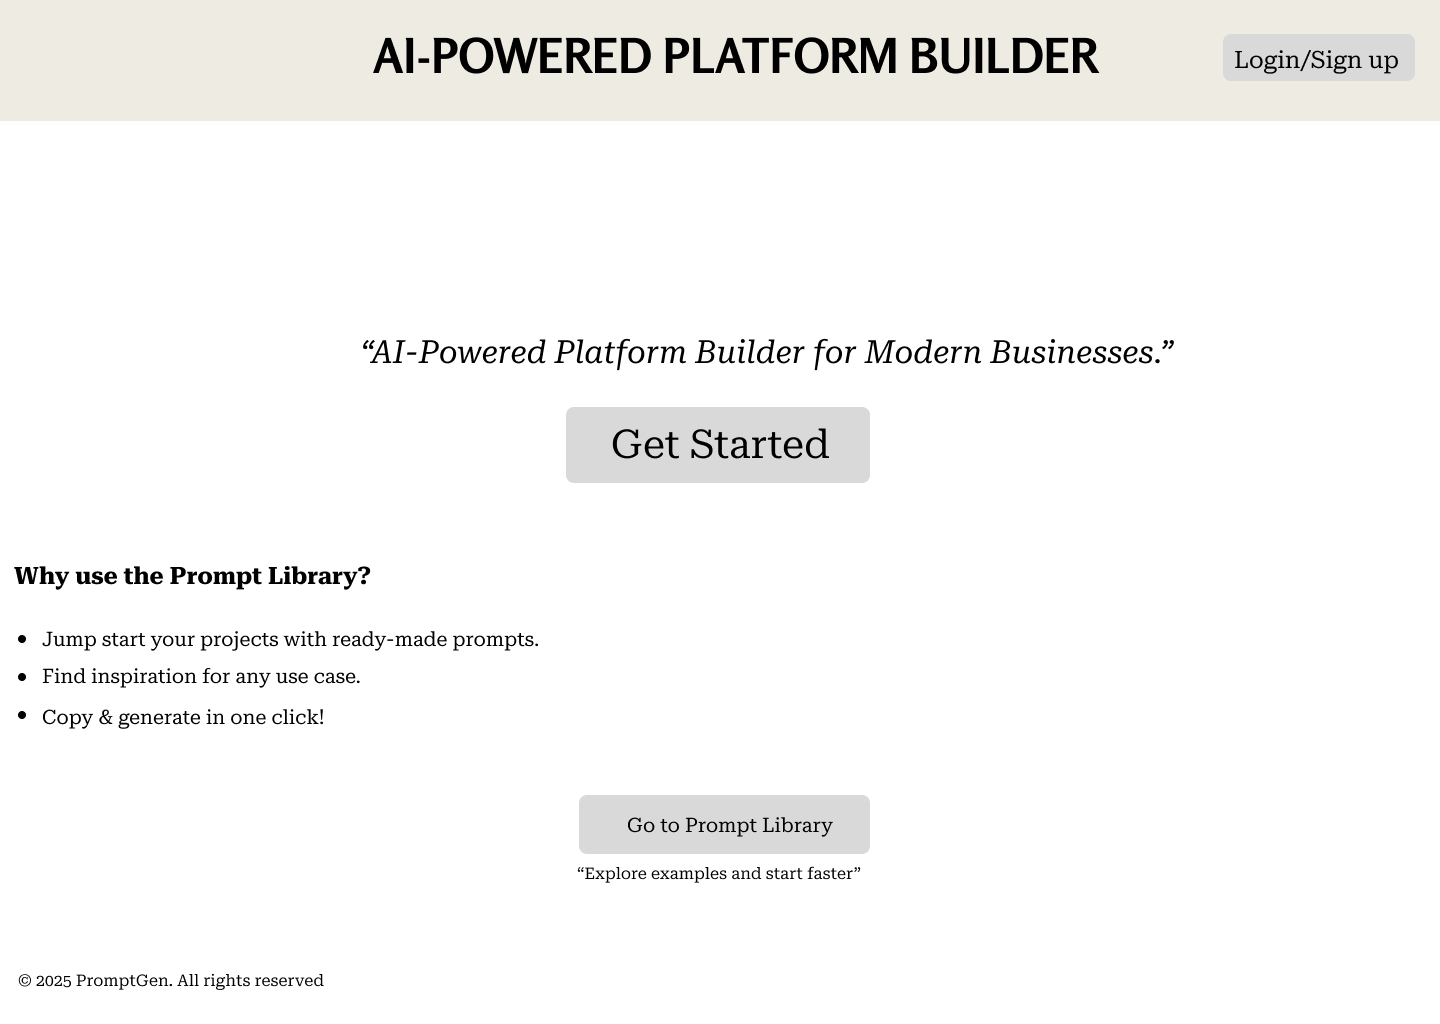 AI-POWERED PLATFORM BUILDER
Login/Sign up
“AI-Powered Platform Builder for Modern Businesses.”
Get Started
Why use the Prompt Library?
• Jump start your projects with ready-made prompts.
• Find inspiration for any use case.
• Copy & generate in one click!
Go to Prompt Library
“Explore examples and start faster”
© 2025 PromptGen. All rights reserved